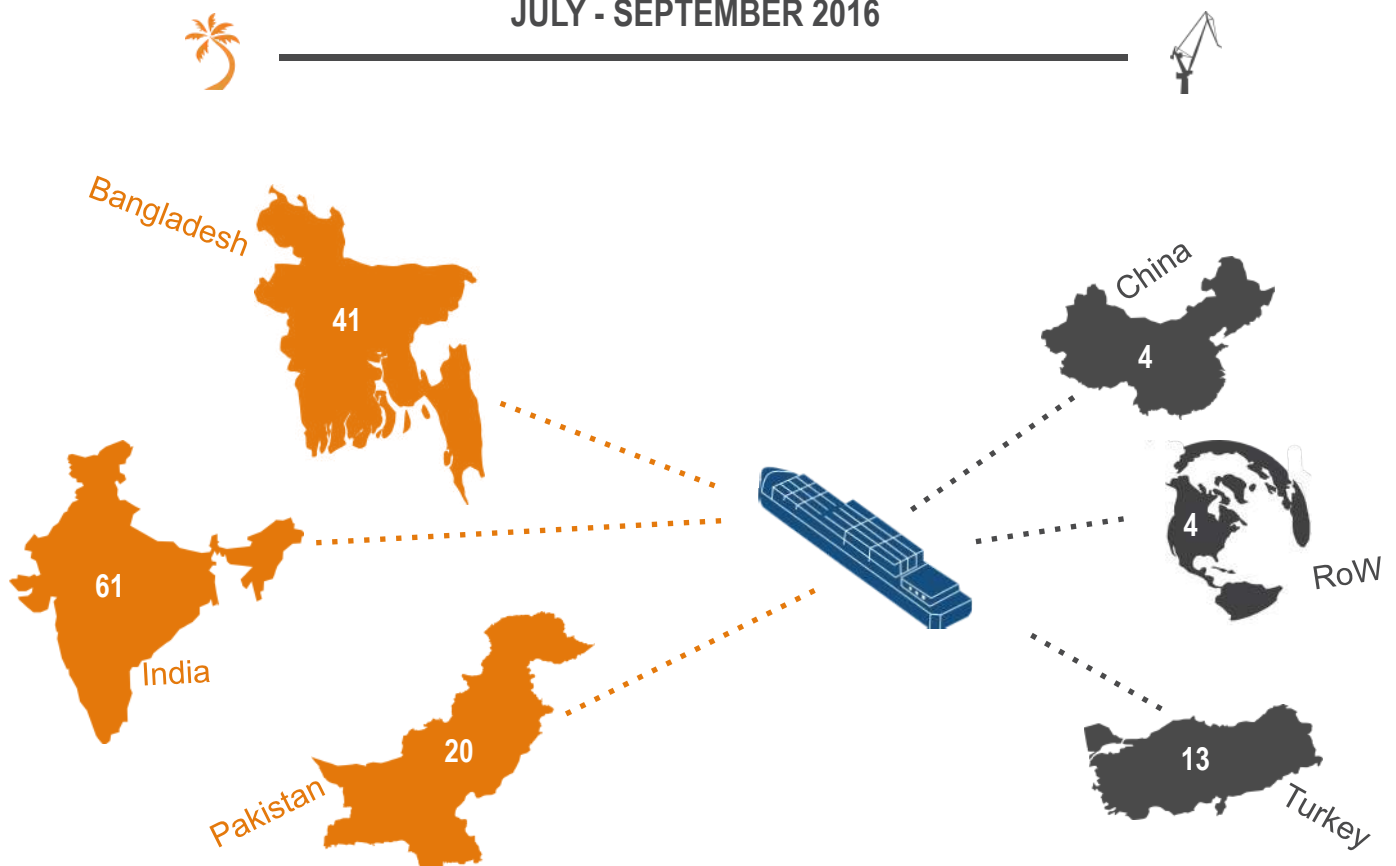 JULY - SEPTEMBER 2016
Bangladesh
41
China
4
4
RoW
61
India
20
Pakistan
13
Turkey